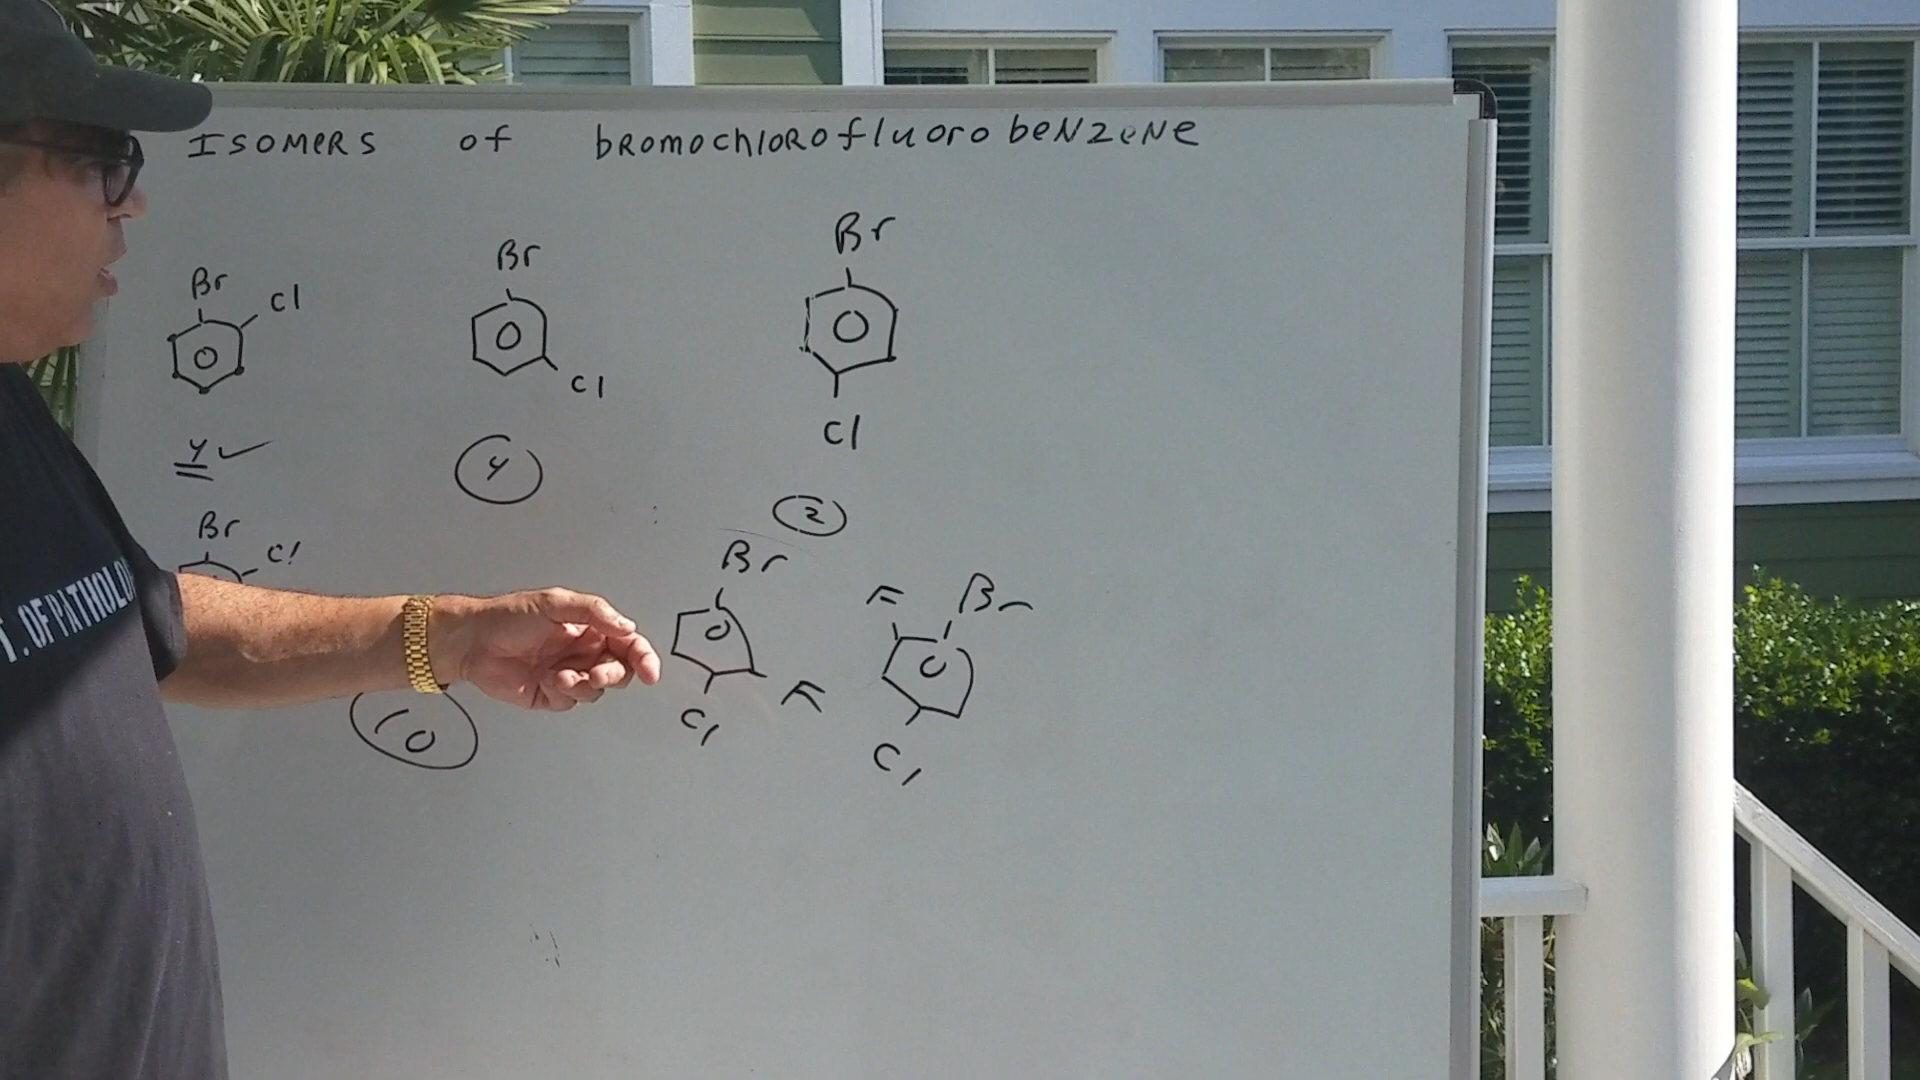 ISOMERS of bromochlorofluorobenzene
Br
Cl
Br
Cl
Br
Cl
4 ✓
4
2
Br
Cl
10
Br
F
Cl
F
Br
Cl
T. OF PATHOLO